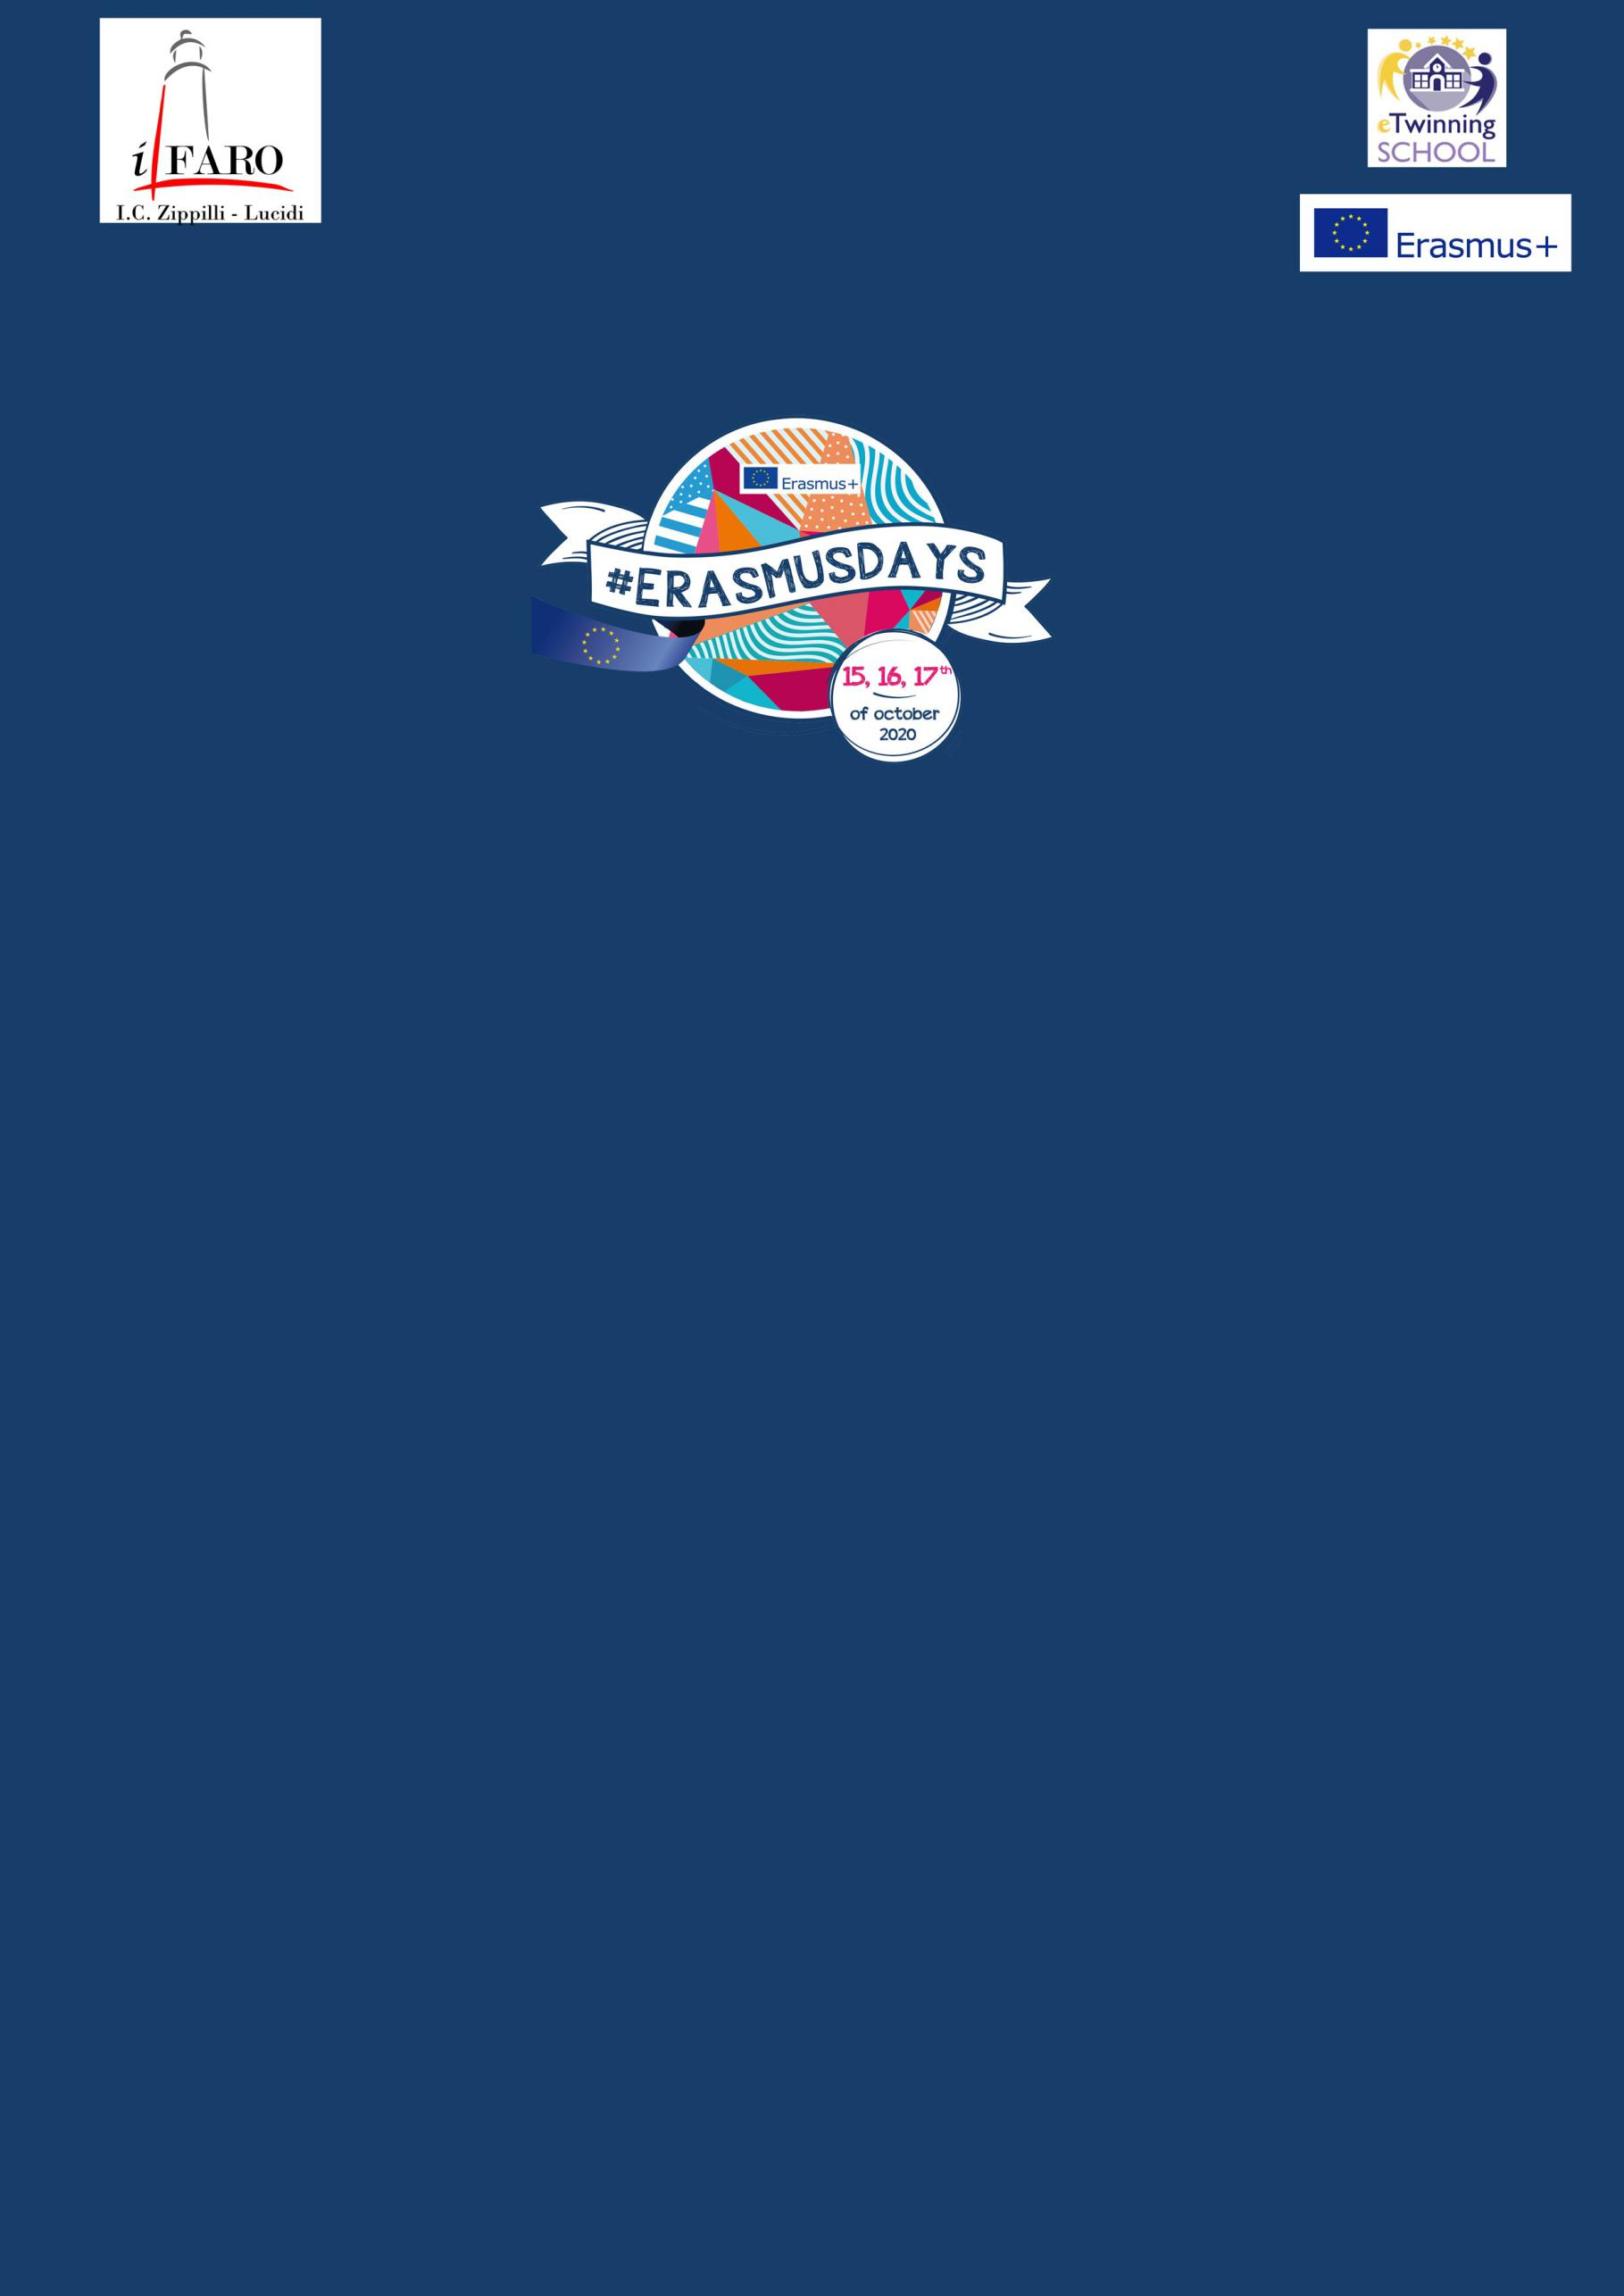 il FARO
I.C. Zippilli - Lucidi
eTwinning
SCHOOL
Erasmus+
Erasmus+
#ERASMUSDAYS
15, 16, 17th
of october
2020